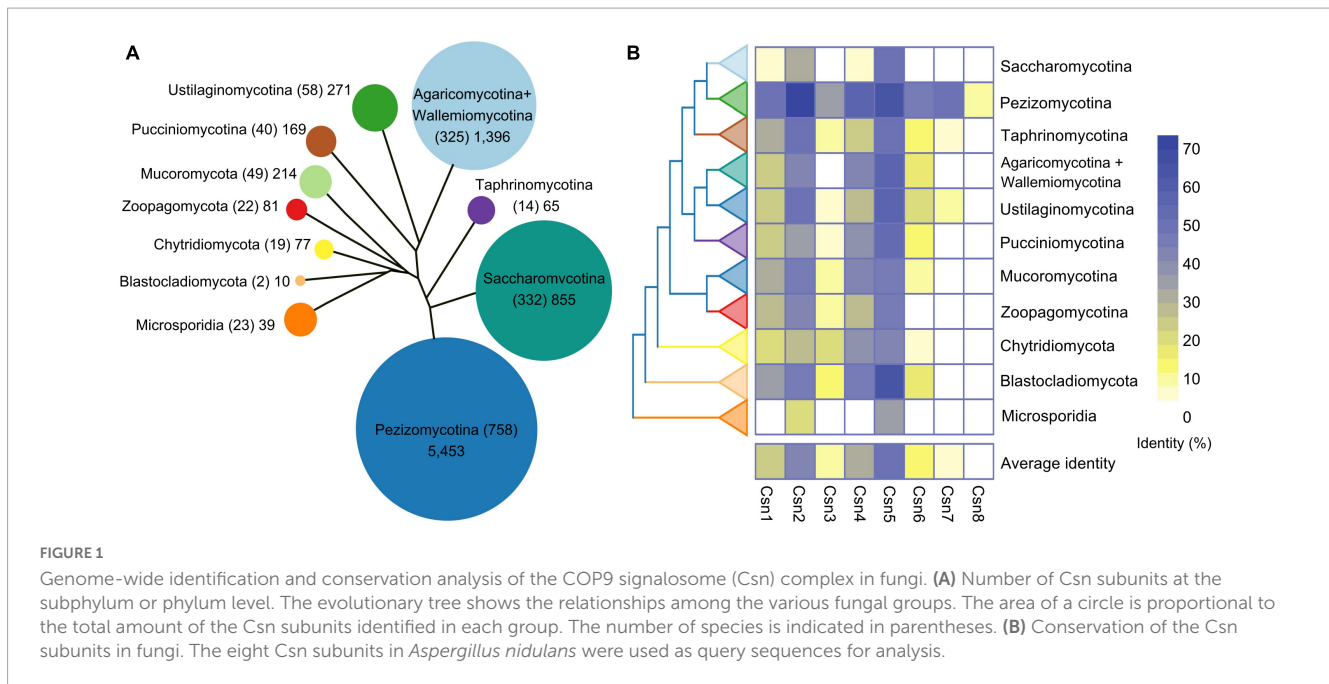 A
Ustilaginomycotina (58) 271
Agaricomycotina+
Wallemiomycotina
(325) 1,396
Pucciniomycotina (40) 169
Mucoromycota (49) 214
Taphrinomycotina
(14) 65
Zoopagomycota (22) 81
Chytridiomycota (19) 77
Saccharomvcotina
(332) 855
Blastocladiomycota (2) 10
Microsporidia (23) 39
Pezizomycotina (758)
5,453
B
Saccharomycotina
Pezizomycotina
Taphrinomycotina
Agaricomycotina +
Wallemiomycotina
Ustilaginomycotina
Pucciniomycotina
Mucoromycotina
Zoopagomycotina
Chytridiomycota
Blastocladiomycota
Microsporidia
Average identity
Csn1
Csn2
Csn3
Csn4
Csn5
Csn6
Csn7
Csn8
70
60
50
40
30
20
10
0
Identity (%)
FIGURE 1
Genome-wide identification and conservation analysis of the COP9 signalosome (Csn) complex in fungi. (A) Number of Csn subunits at the
subphylum or phylum level. The evolutionary tree shows the relationships among the various fungal groups. The area of a circle is proportional to
the total amount of the Csn subunits identified in each group. The number of species is indicated in parentheses. (B) Conservation of the Csn
subunits in fungi. The eight Csn subunits in Aspergillus nidulans were used as query sequences for analysis.